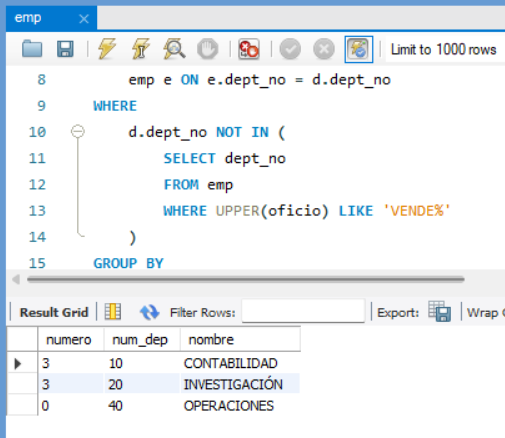 emp
Limit to 1000 rows
8 emp e ON e.dept_no = d.dept_no
9 WHERE
10 d.dept_no NOT IN (
11 SELECT dept_no
12 FROM emp
13 WHERE UPPER(oficio) LIKE 'VENDE%'
14 )
15 GROUP BY
Result Grid Filter Rows: Export: Wrap
numero num_dep nombre
3 10 CONTABILIDAD
3 20 INVESTIGACIÓN
0 40 OPERACIONES